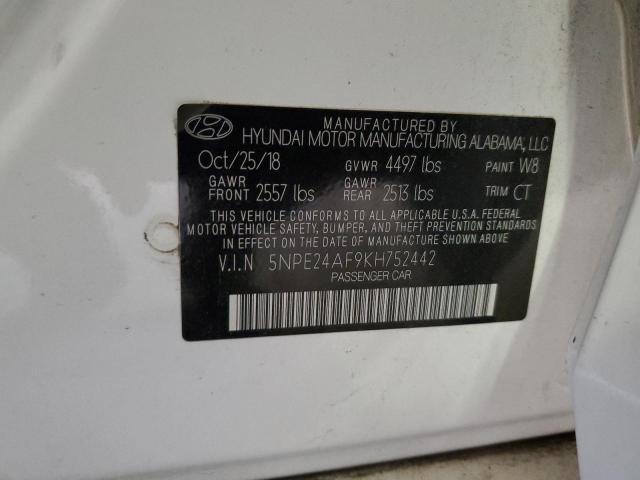 MANUFACTURED BY
HYUNDAI MOTOR MANUFACTURING ALABAMA, LLC
Oct/25/18 GVWR 4497 lbs PAINT W8
GAWR FRONT 2557 lbs GAWR REAR 2513 lbs TRIM CT
THIS VEHICLE CONFORMS TO ALL APPLICABLE U.S.A. FEDERAL
MOTOR VEHICLE SAFETY, BUMPER, AND THEFT PREVENTION STANDARDS
IN EFFECT ON THE DATE OF MANUFACTURE SHOWN ABOVE.
V.I.N 5NPE24AF9KH752442
PASSENGER CAR